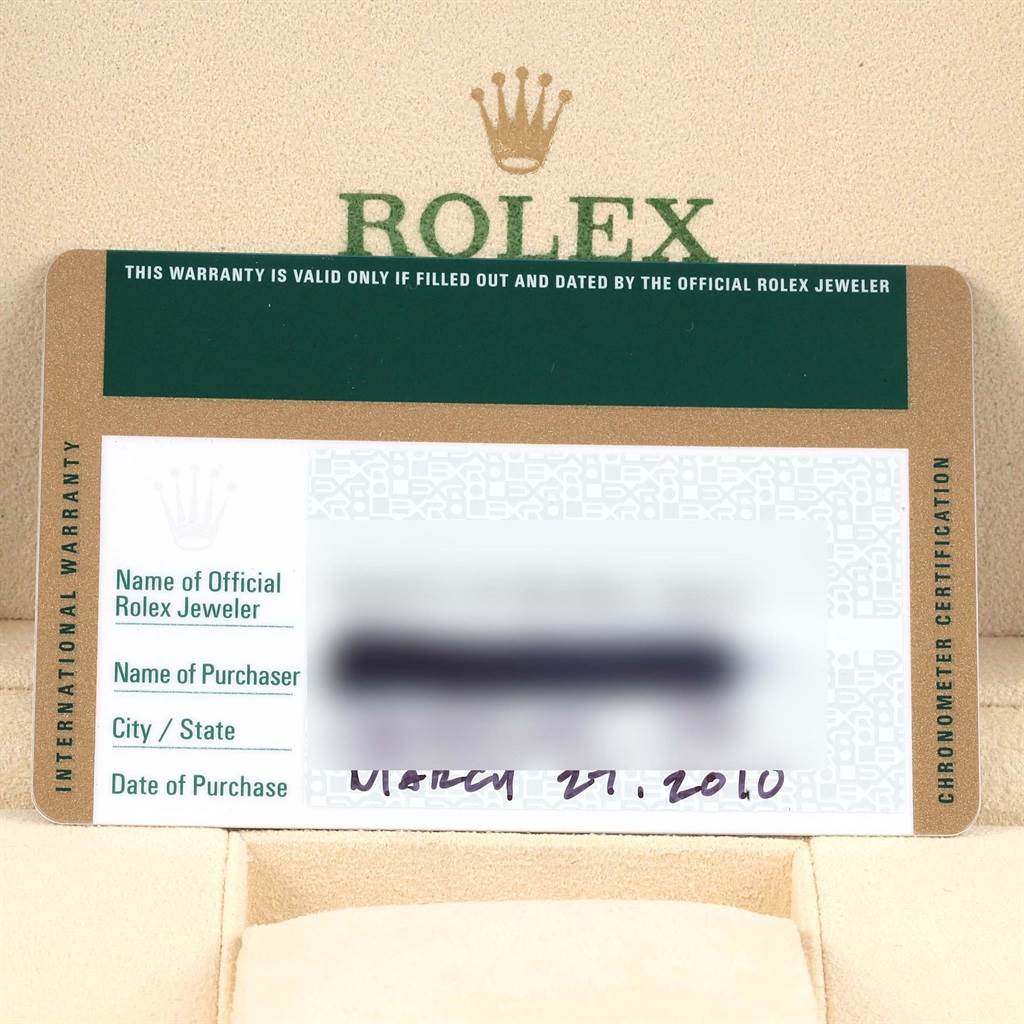 ROLEX
THIS WARRANTY IS VALID ONLY IF FILLED OUT AND DATED BY THE OFFICIAL ROLEX JEWELER
INTERNATIONAL WARRANTY
Name of Official
Rolex Jeweler
Name of Purchaser
City / State
Date of Purchase
MARCH 27, 2010
CHRONOMETER CERTIFICATION